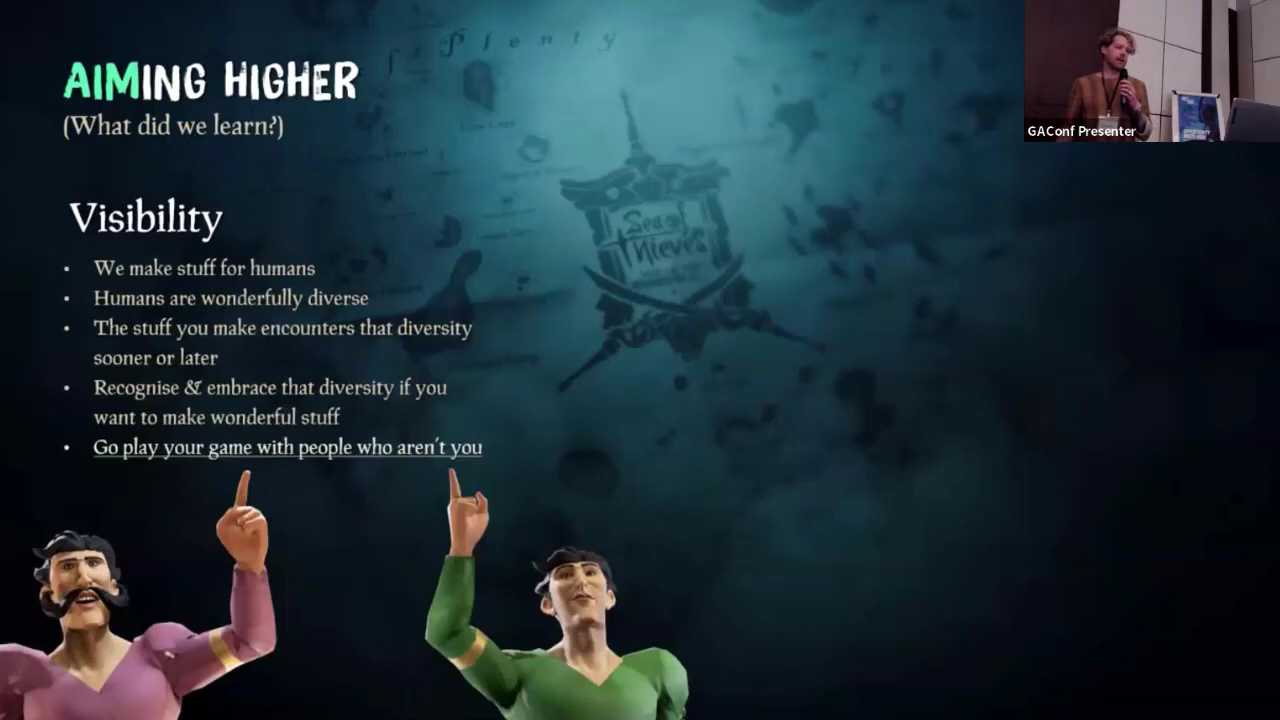 Plenty
AIMING HIGHER
(What did we learn?)
GAConf Presenter
Visibility
Sea of
Thieves
• We make stuff for humans
• Humans are wonderfully diverse
• The stuff you make encounters that diversity
sooner or later
• Recognise & embrace that diversity if you
want to make wonderful stuff
• Go play your game with people who aren't you